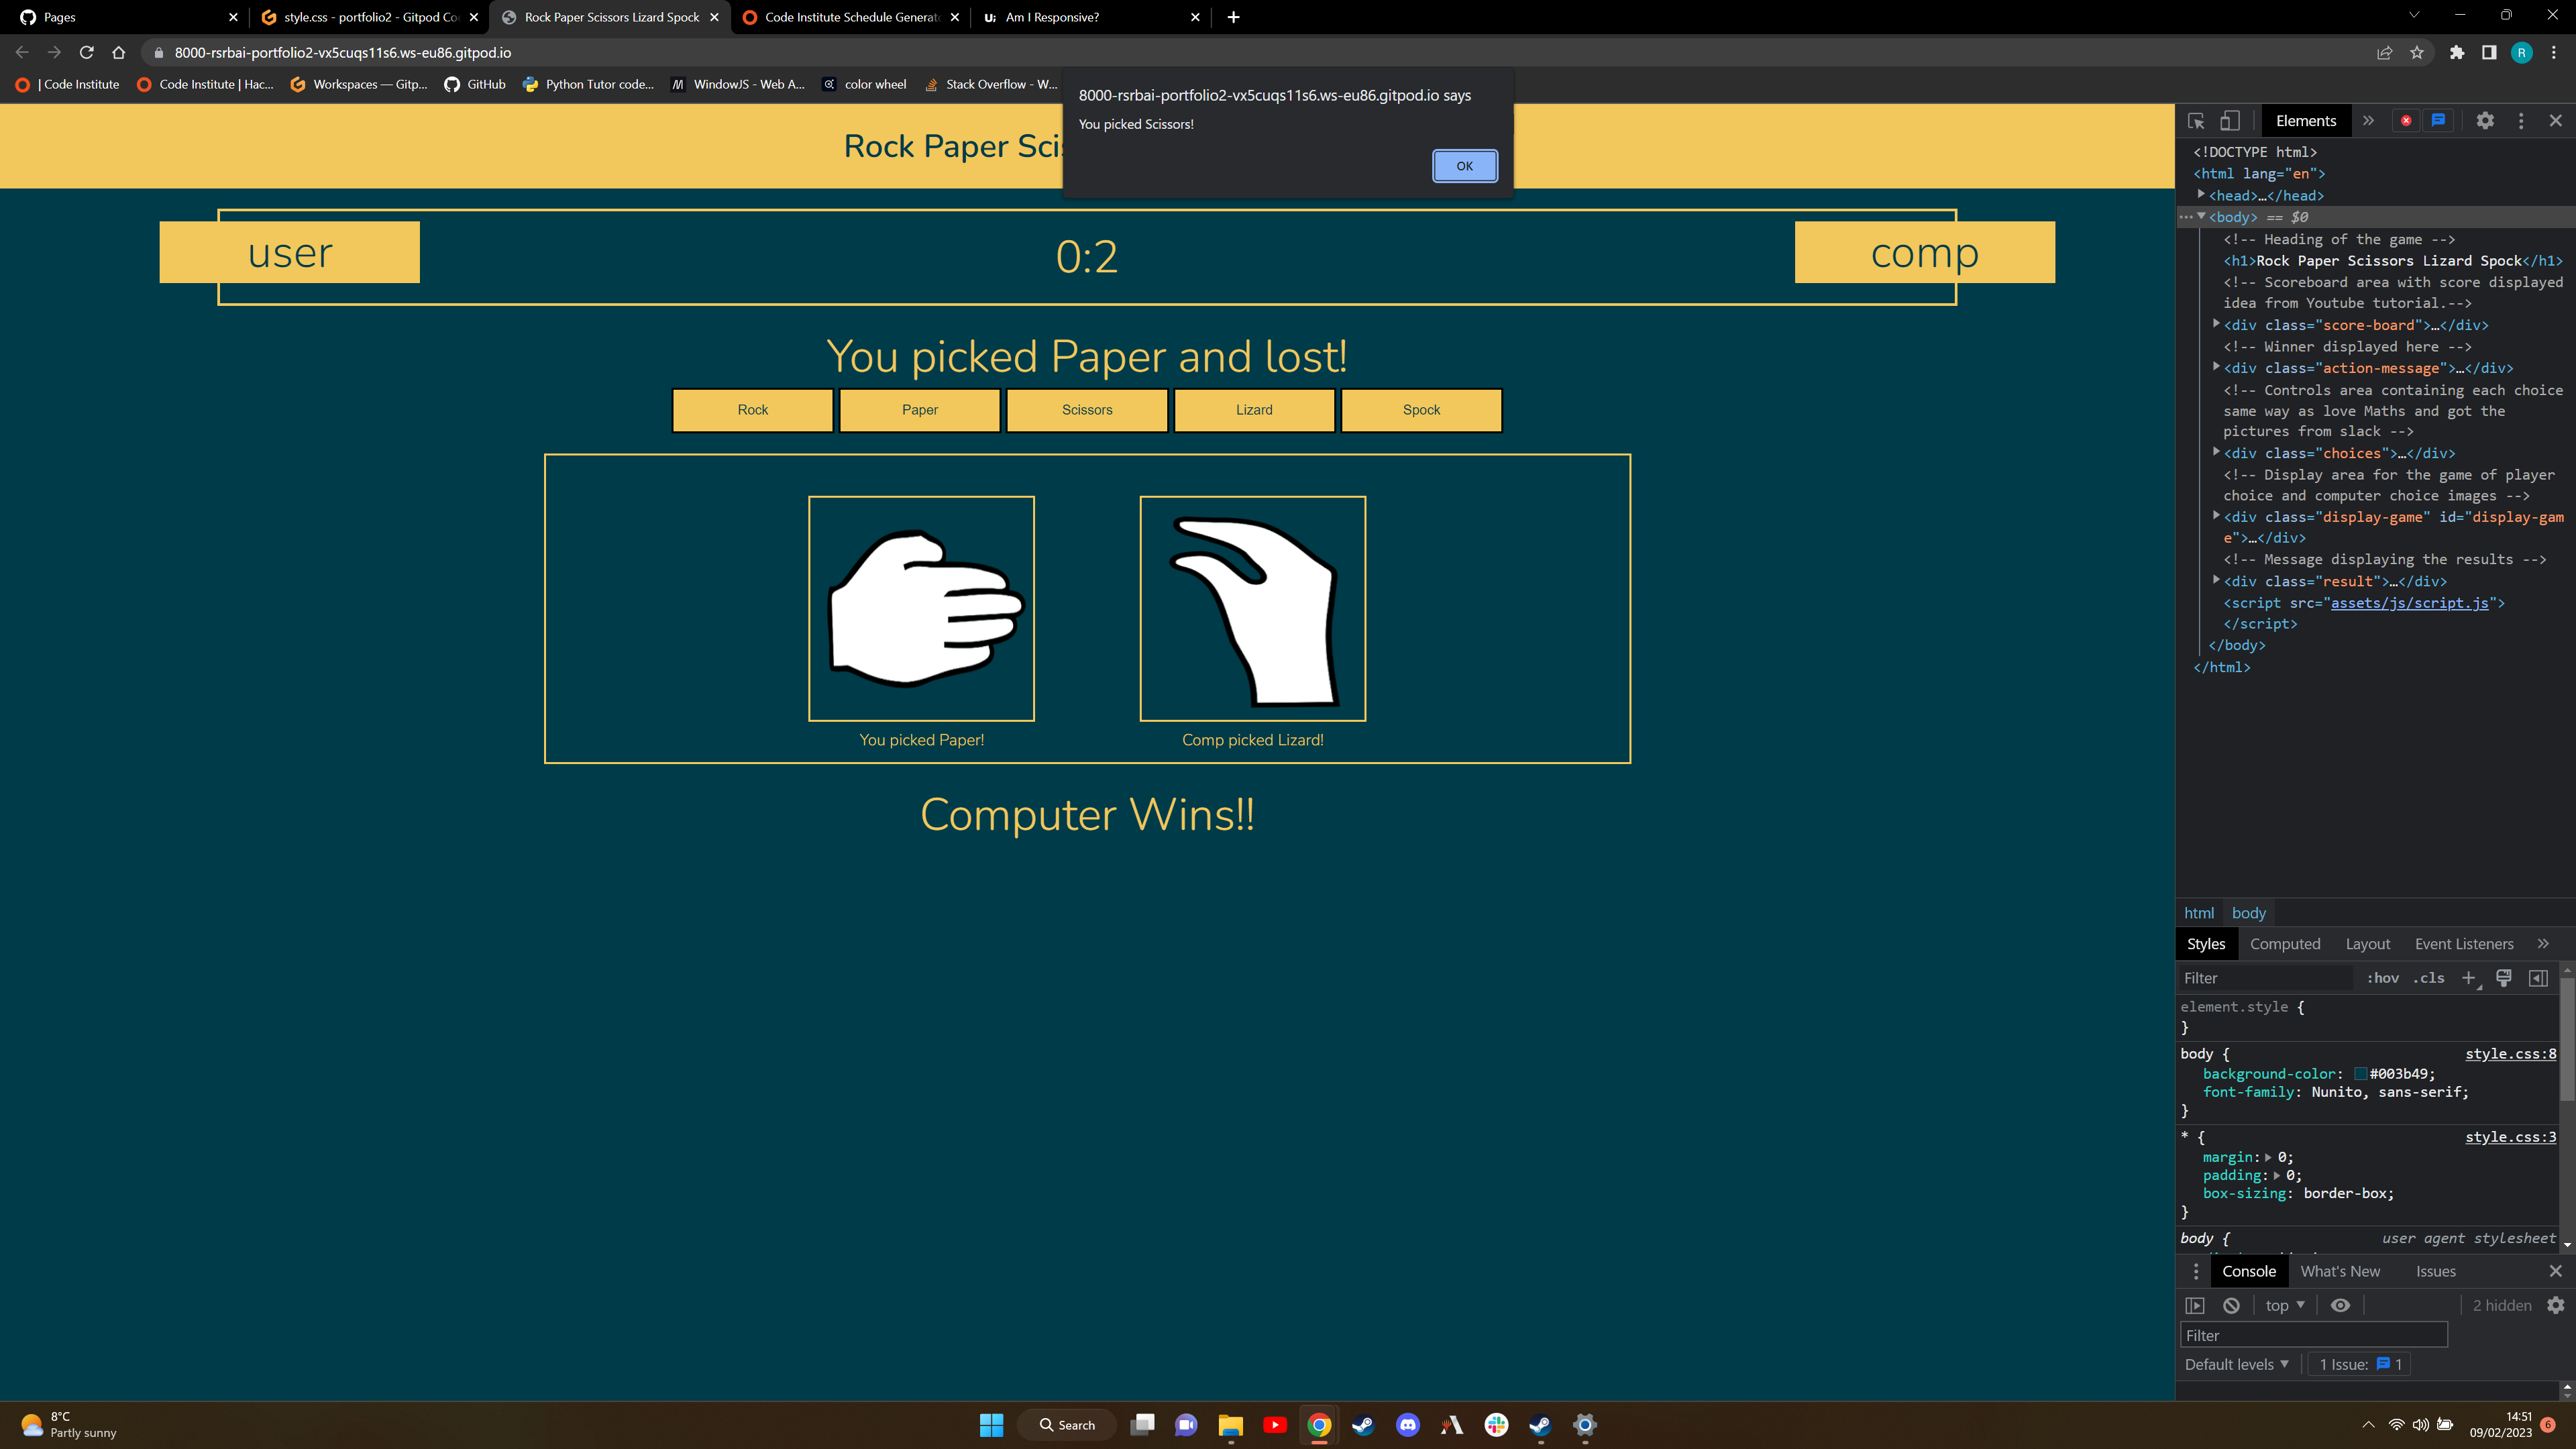 Pages
style.css - portfolio2 - Gitpod Co
Rock Paper Scissors Lizard Spock
Code Institute Schedule Generat
Am I Responsive?
8000-rsrbai-portfolio2-vx5cuqs11s6.ws-eu86.gitpod.io
R
| Code Institute
Code Institute | Hac...
Workspaces — Gitp...
GitHub
Python Tutor code...
WindowJS - Web A...
color wheel
Stack Overflow - W...
8000-rsrbai-portfolio2-vx5cuqs11s6.ws-eu86.gitpod.io says
You picked Scissors!
OK
Rock Paper Scis
user
0:2
comp
You picked Paper and lost!
Rock
Paper
Scissors
Lizard
Spock
You picked Paper!
Comp picked Lizard!
Computer Wins!!
Elements
<!DOCTYPE html>
<html lang="en">
<head>…</head>
<body> == $0
<!-- Heading of the game -->
<h1>Rock Paper Scissors Lizard Spock</h1>
<!-- Scoreboard area with score displayed
idea from Youtube tutorial.-->
<div class="score-board">…</div>
<!-- Winner displayed here -->
<div class="action-message">…</div>
<!-- Controls area containing each choice
same way as love Maths and got the
pictures from slack -->
<div class="choices">…</div>
<!-- Display area for the game of player
choice and computer choice images -->
<div class="display-game" id="display-gam
e">…</div>
<!-- Message displaying the results -->
<div class="result">…</div>
<script src="assets/js/script.js">
</script>
</body>
</html>
html
body
Styles
Computed
Layout
Event Listeners
Filter
:hov
.cls
element.style {
}
body {
style.css:8
background-color: #003b49;
font-family: Nunito, sans-serif;
}
* {
style.css:3
margin: 0;
padding: 0;
box-sizing: border-box;
}
body {
user agent stylesheet
Console
What's New
Issues
top
2 hidden
Filter
Default levels
1 Issue: 1
8°C
Partly sunny
Search
14:51
09/02/2023
6